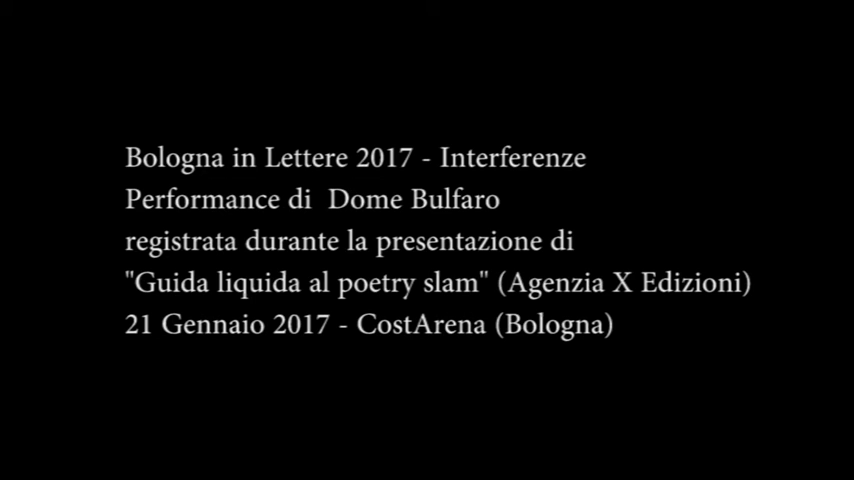 Bologna in Lettere 2017 - Interferenze
Performance di  Dome Bulfaro
registrata durante la presentazione di
"Guida liquida al poetry slam" (Agenzia X Edizioni)
21 Gennaio 2017 - CostArena (Bologna)